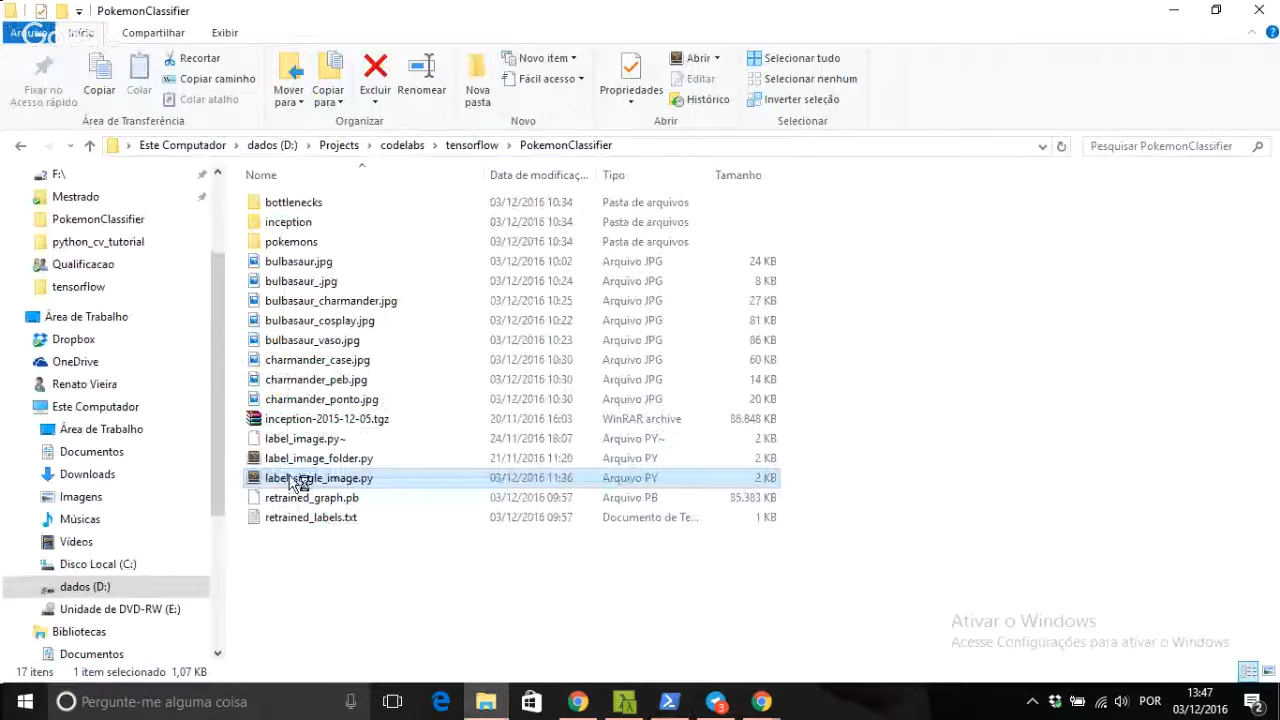 PokemonClassifier
Compartilhar
Exibir
Fixar no
Acesso rápido
Copiar
Colar
Recortar
Copiar caminho
Colar atalho
Área de Transferência
Mover
para
Copiar
para
Excluir
Renomear
Organizar
Nova
pasta
Novo item
Fácil acesso
Novo
Propriedades
Abrir
Editar
Histórico
Abrir
Selecionar tudo
Selecionar nenhum
Inverter seleção
Selecionar
Este Computador > dados (D:) > Projects > codelabs > tensorflow > PokemonClassifier
Pesquisar PokemonClassifier
F:\
Mestrado
PokemonClassifier
python_cv_tutorial
Qualificacao
tensorflow
Área de Trabalho
Dropbox
OneDrive
Renato Vieira
Este Computador
Área de Trabalho
Documentos
Downloads
Imagens
Músicas
Vídeos
Disco Local (C:)
dados (D:)
Unidade de DVD-RW (E:)
Bibliotecas
Documentos
Nome Data de modificaç... Tipo Tamanho
bottlenecks 03/12/2016 10:34 Pasta de arquivos
inception 03/12/2016 10:34 Pasta de arquivos
pokemons 03/12/2016 10:34 Pasta de arquivos
bulbasaur.jpg 03/12/2016 10:02 Arquivo JPG 24 KB
bulbasaur_.jpg 03/12/2016 10:24 Arquivo JPG 8 KB
bulbasaur_charmander.jpg 03/12/2016 10:25 Arquivo JPG 27 KB
bulbasaur_cosplay.jpg 03/12/2016 10:22 Arquivo JPG 81 KB
bulbasaur_vaso.jpg 03/12/2016 10:23 Arquivo JPG 86 KB
charmander_case.jpg 03/12/2016 10:30 Arquivo JPG 60 KB
charmander_peb.jpg 03/12/2016 10:30 Arquivo JPG 14 KB
charmander_ponto.jpg 03/12/2016 10:30 Arquivo JPG 20 KB
inception-2015-12-05.tgz 20/11/2016 16:03 WinRAR archive 86.848 KB
label_image.py~ 24/11/2016 18:07 Arquivo PY~ 2 KB
label_image_folder.py 21/11/2016 11:20 Arquivo PY 2 KB
label_single_image.py 03/12/2016 11:36 Arquivo PY 2 KB
retrained_graph.pb 03/12/2016 09:57 Arquivo PB 85.383 KB
retrained_labels.txt 03/12/2016 09:57 Documento de Te... 1 KB
Ativar o Windows
Acesse Configurações para ativar o Windows
17 itens 1 item selecionado 1,07 KB
Pergunte-me alguma coisa
3
POR
13:47
03/12/2016
2